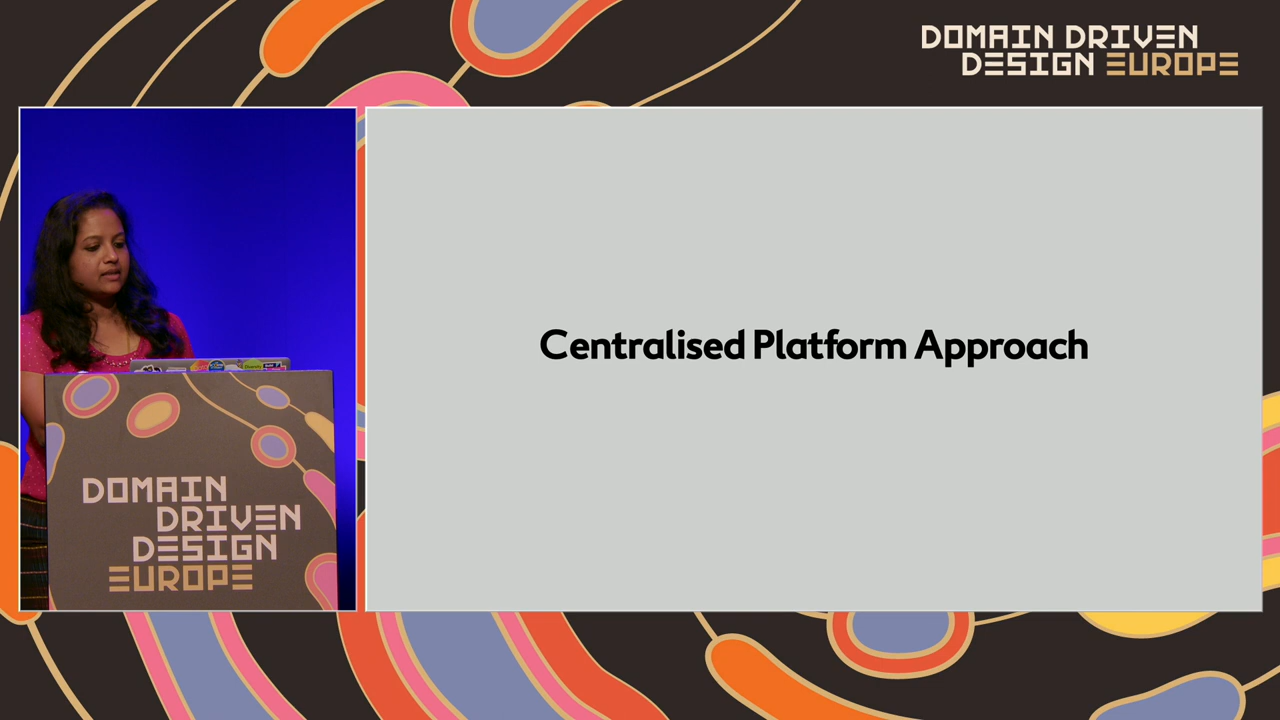 DOMAIN DRIVEN
DESIGN EUROPE
Centralised Platform Approach
DOMAIN
DRIVEN
DESIGN
EUROPE